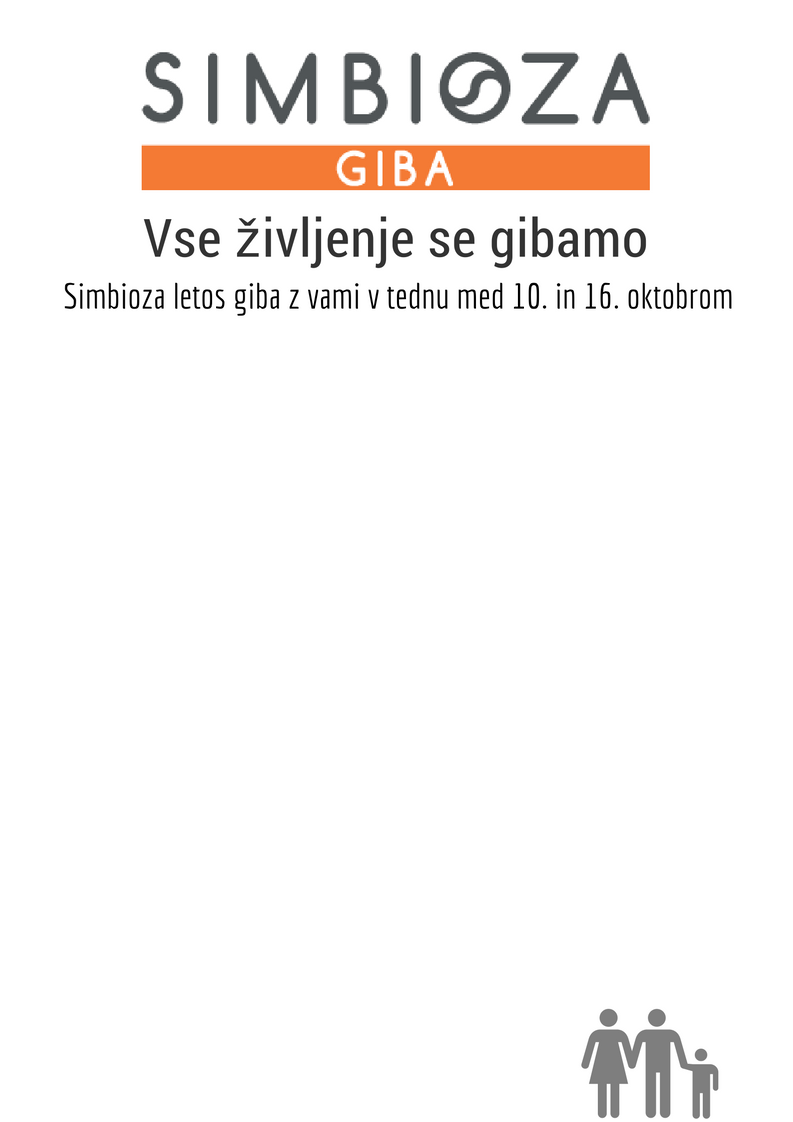 SIMBIOZA
GIBA
Vse življenje se gibamo
Simbioza letos giba z vami v tednu med 10. in 16. oktobrom